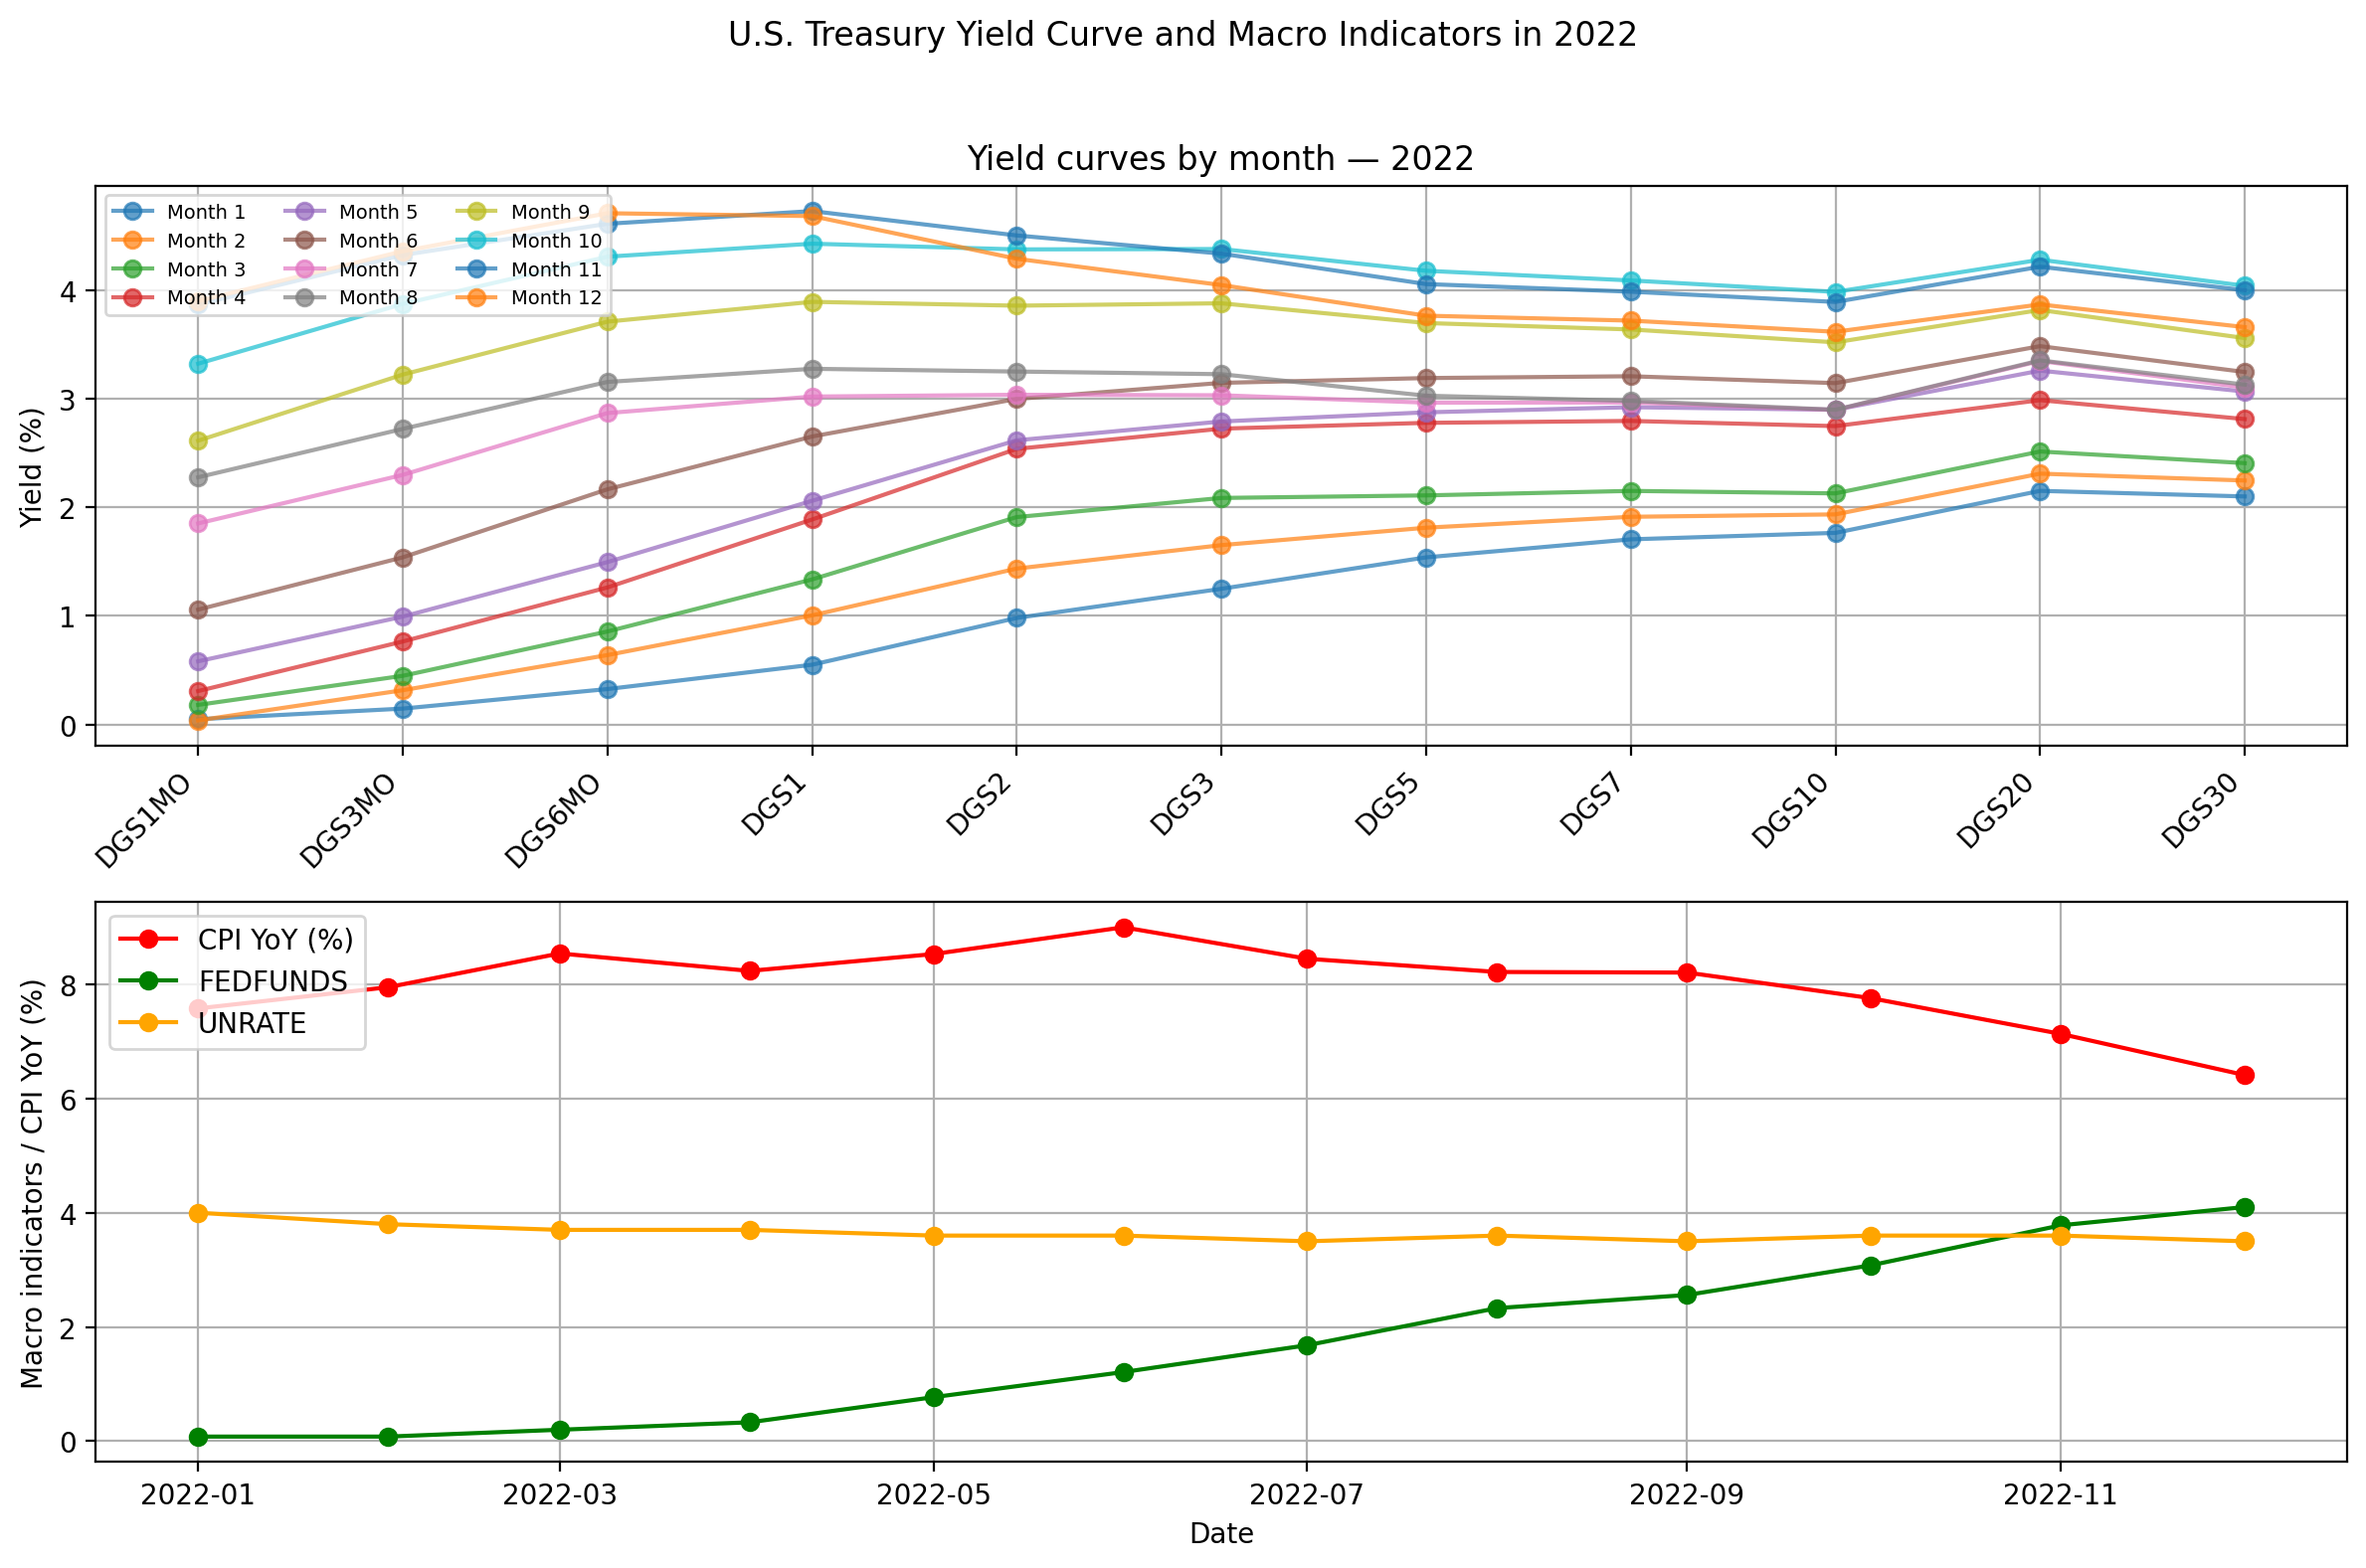 U.S. Treasury Yield Curve and Macro Indicators in 2022
Yield curves by month — 2022
Yield (%)
4
3
2
1
0
Month 1
Month 2
Month 3
Month 4
Month 5
Month 6
Month 7
Month 8
Month 9
Month 10
Month 11
Month 12
DGS1MO
DGS3MO
DGS6MO
DGS1
DGS2
DGS3
DGS5
DGS7
DGS10
DGS20
DGS30
Macro indicators / CPI YoY (%)
8
6
4
2
0
CPI YoY (%)
FEDFUNDS
UNRATE
2022-01
2022-03
2022-05
2022-07
2022-09
2022-11
Date